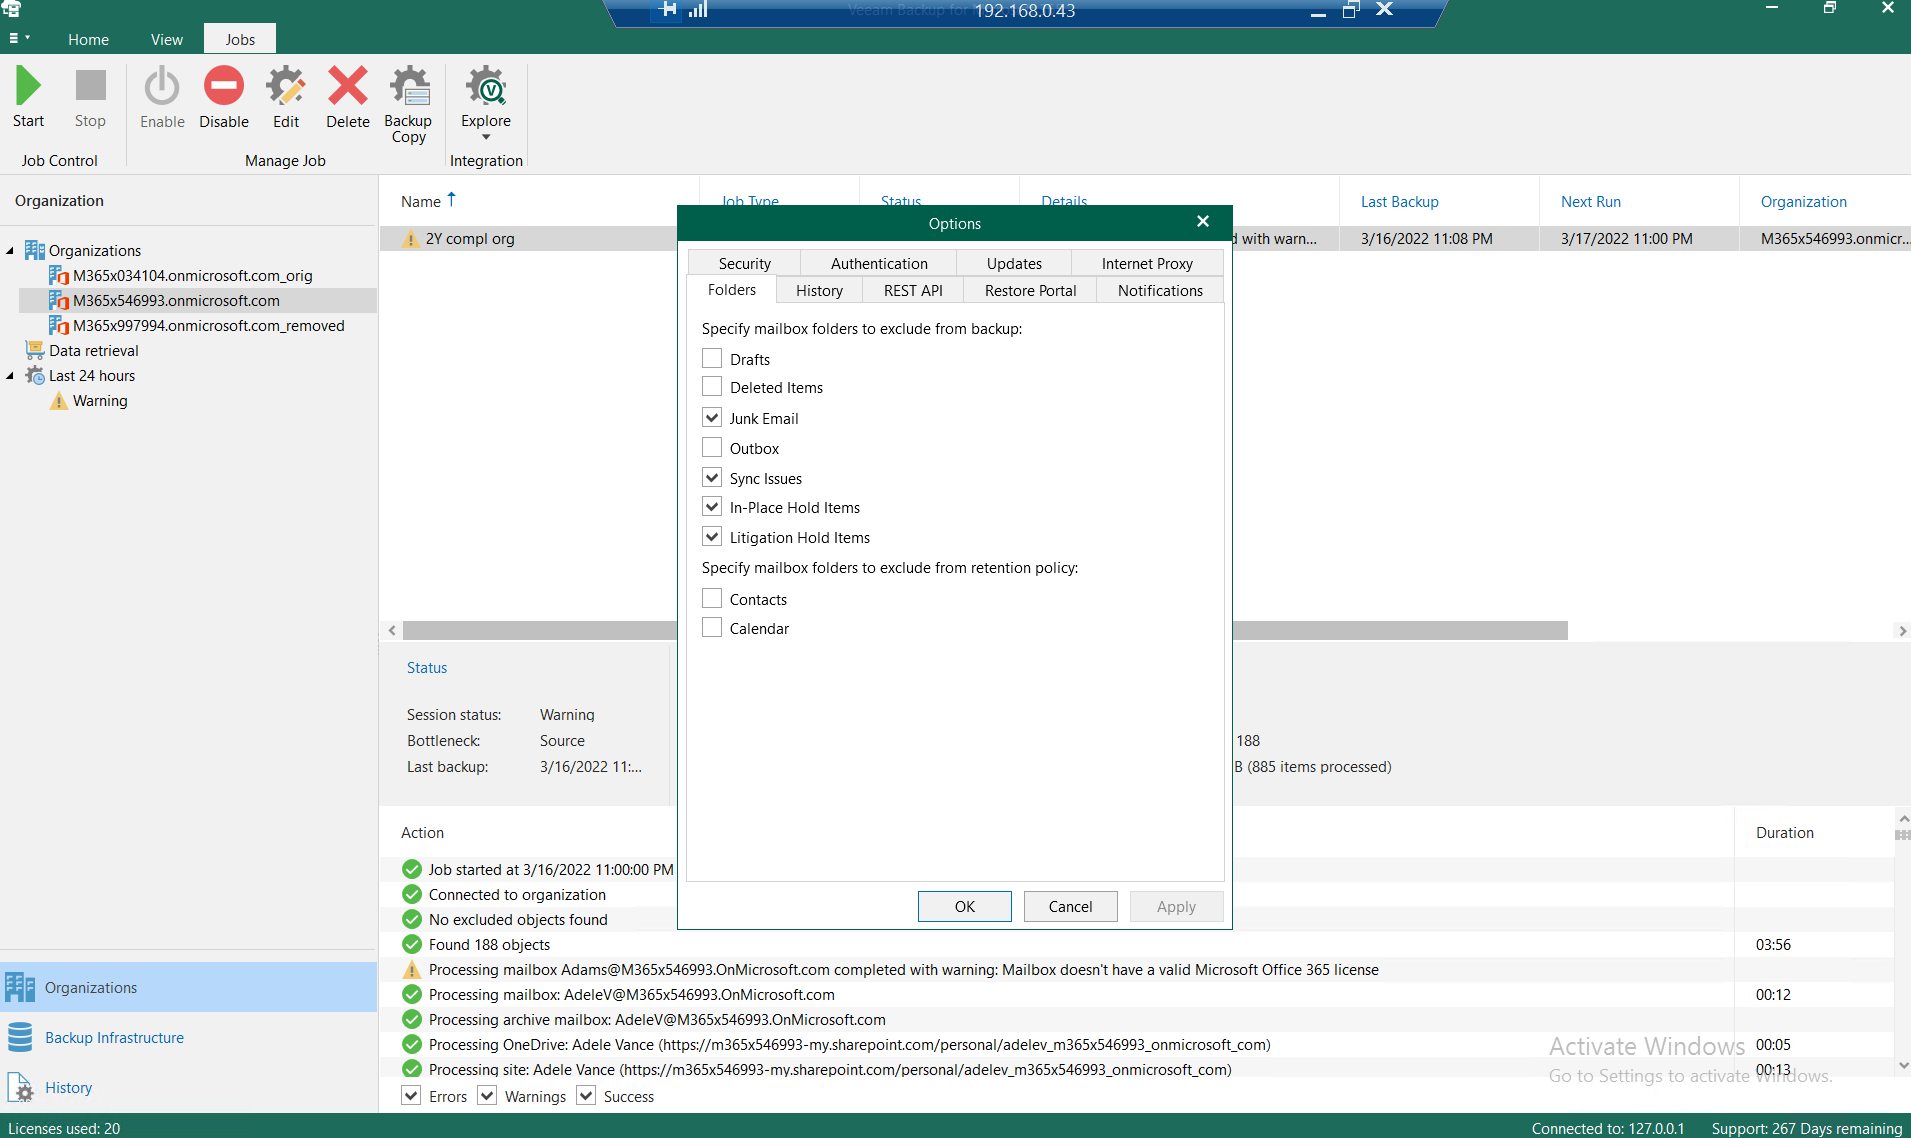 192.168.0.43
Home View Jobs
Start Stop Enable Disable Edit Delete Backup Copy Explore
Job Control Manage Job Integration
Organization
Organizations
M365x034104.onmicrosoft.com_orig
M365x546993.onmicrosoft.com
M365x997994.onmicrosoft.com_removed
Data retrieval
Last 24 hours
Warning
Organizations
Backup Infrastructure
History
Name Job Type Status Details Last Backup Next Run Organization
2Y compl org d with warn... 3/16/2022 11:08 PM 3/17/2022 11:00 PM M365x546993.onmicr...
Options
Security Authentication Updates Internet Proxy
Folders History REST API Restore Portal Notifications
Specify mailbox folders to exclude from backup:
Drafts
Deleted Items
Junk Email
Outbox
Sync Issues
In-Place Hold Items
Litigation Hold Items
Specify mailbox folders to exclude from retention policy:
Contacts
Calendar
OK Cancel Apply
Status
Session status: Warning
Bottleneck: Source 188
Last backup: 3/16/2022 11:... B (885 items processed)
Action Duration
Job started at 3/16/2022 11:00:00 PM
Connected to organization
No excluded objects found
Found 188 objects 03:56
Processing mailbox Adams@M365x546993.OnMicrosoft.com completed with warning: Mailbox doesn't have a valid Microsoft Office 365 license
Processing mailbox: AdeleV@M365x546993.OnMicrosoft.com 00:12
Processing archive mailbox: AdeleV@M365x546993.OnMicrosoft.com
Processing OneDrive: Adele Vance (https://m365x546993-my.sharepoint.com/personal/adelev_m365x546993_onmicrosoft_com) 00:05
Processing site: Adele Vance (https://m365x546993-my.sharepoint.com/personal/adelev_m365x546993_onmicrosoft_com) 00:13
Activate Windows
Go to Settings to activate Windows.
Errors Warnings Success
Licenses used: 20 Connected to: 127.0.0.1 Support: 267 Days remaining